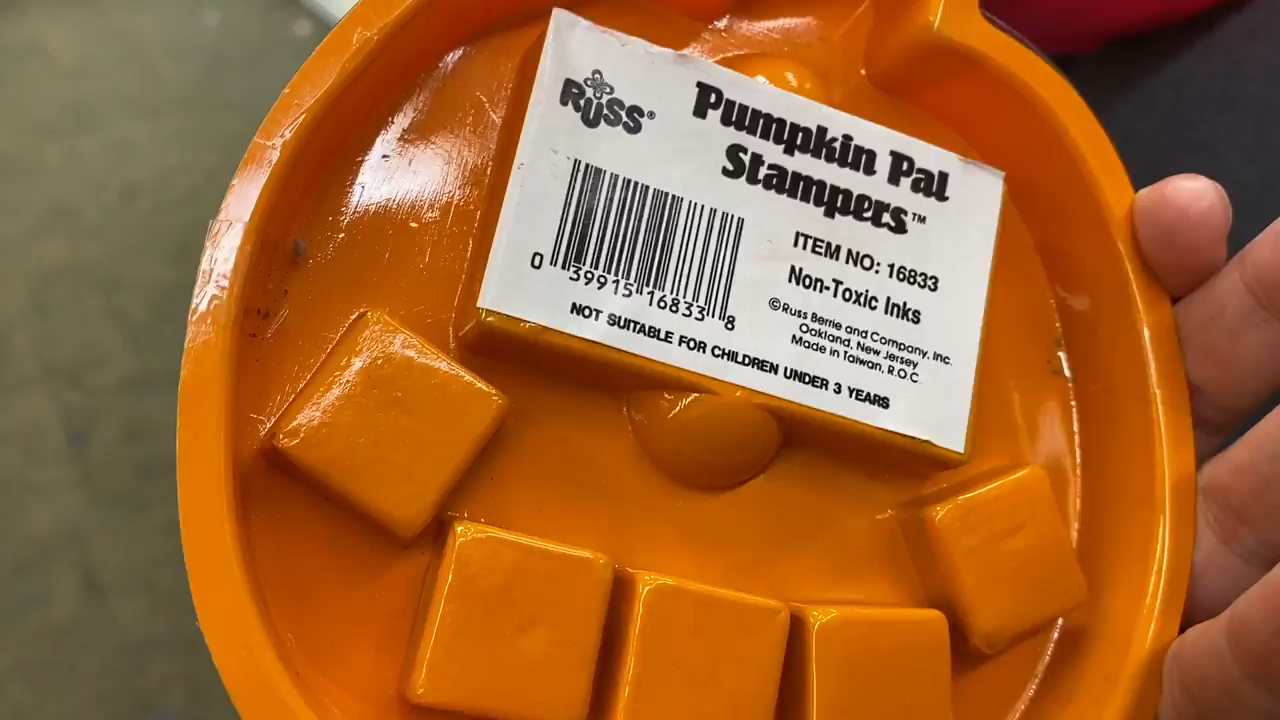 RUSS®
Pumpkin Pal
Stampers™
ITEM NO: 16833
Non-Toxic Inks
©Russ Berrie and Company, Inc.
Oakland, New Jersey
Made in Taiwan, R.O.C.
0 39915 16833 8
NOT SUITABLE FOR CHILDREN UNDER 3 YEARS